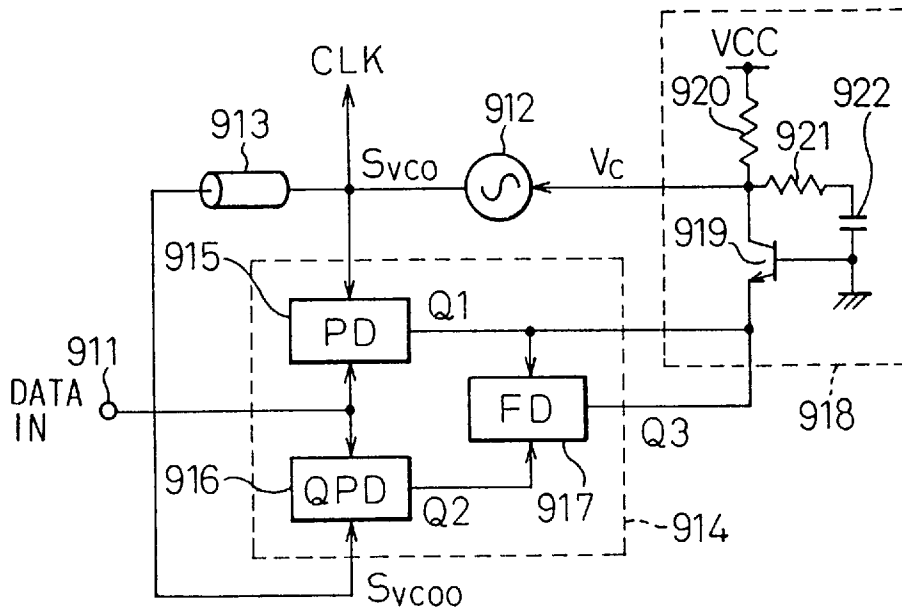 VCC
CLK
920
922
912
921
913
SVCO
VC
919
915
Q1
PD
911
DATA
IN
FD
Q3
918
916
QPD
Q2
917
914
SVCOO